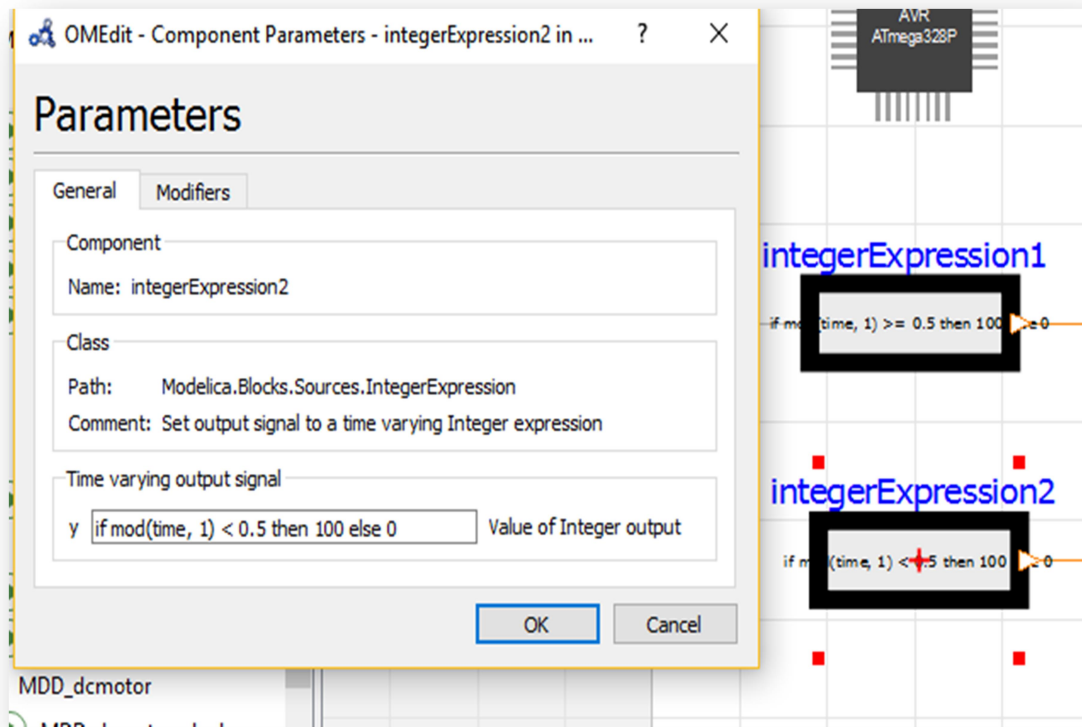 OMEdit - Component Parameters - integerExpression2 in ... ?
Parameters
General Modifiers
Component
Name: integerExpression2
Class
Path: Modelica.Blocks.Sources.IntegerExpression
Comment: Set output signal to a time varying Integer expression
Time varying output signal
y if mod(time, 1) < 0.5 then 100 else 0 Value of Integer output
OK Cancel
MDD_dcmotor
AVR
ATmega328P
integerExpression1
if (time, 1) >= 0.5 then 100 0
integerExpression2
if (time, 1) < then 100 0